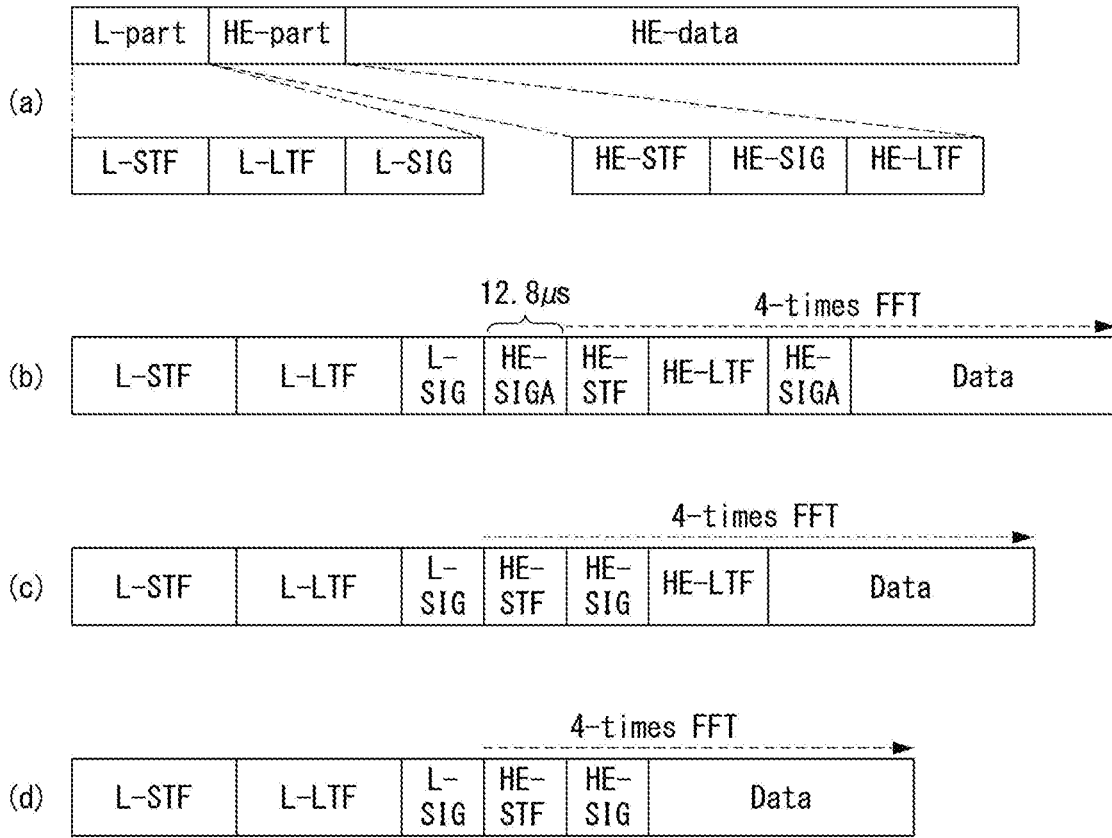 L-part HE-part HE-data
(a)
L-STF L-LTF L-SIG HE-STF HE-SIG HE-LTF
12.8μs 4-times FFT
(b) L-STF L-LTF L-SIG HE-SIGA HE-STF HE-LTF HE-SIGA Data
4-times FFT
(c) L-STF L-LTF L-SIG HE-STF HE-SIG HE-LTF Data
4-times FFT
(d) L-STF L-LTF L-SIG HE-STF HE-SIG Data